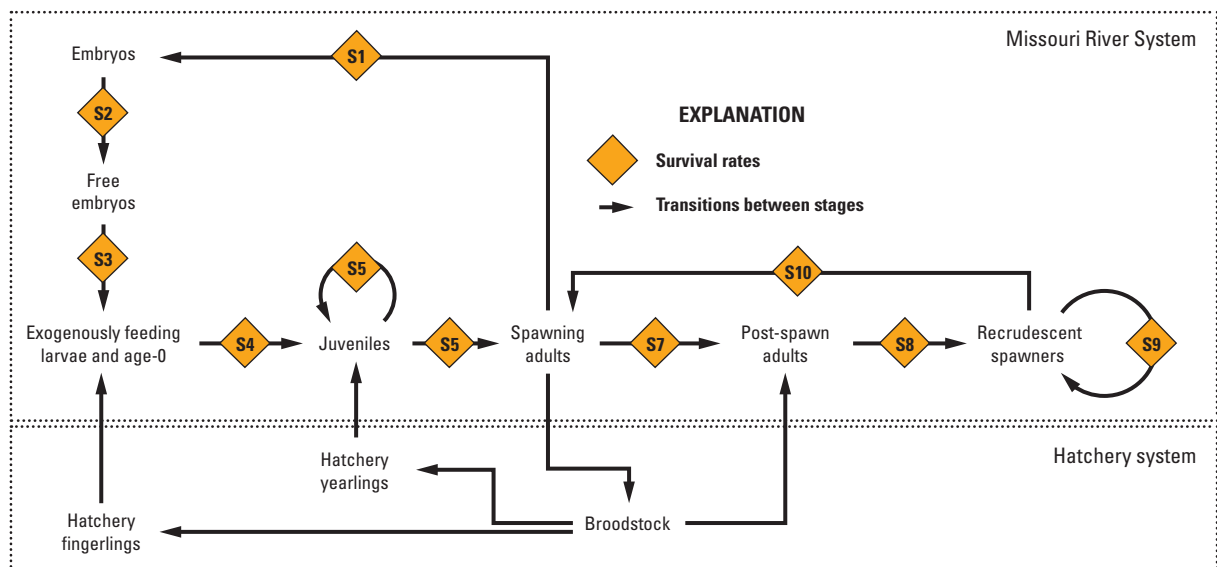 Missouri River System
Embryos
S1
S2
EXPLANATION
Survival rates
Transitions between stages
Free
embryos
S3
S5
S10
Exogenously feeding
larvae and age-0
S4
Juveniles
S5
Spawning
adults
S7
Post-spawn
adults
S8
Recrudescent
spawners
S9
Hatchery system
Hatchery
yearlings
Hatchery
fingerlings
Broodstock